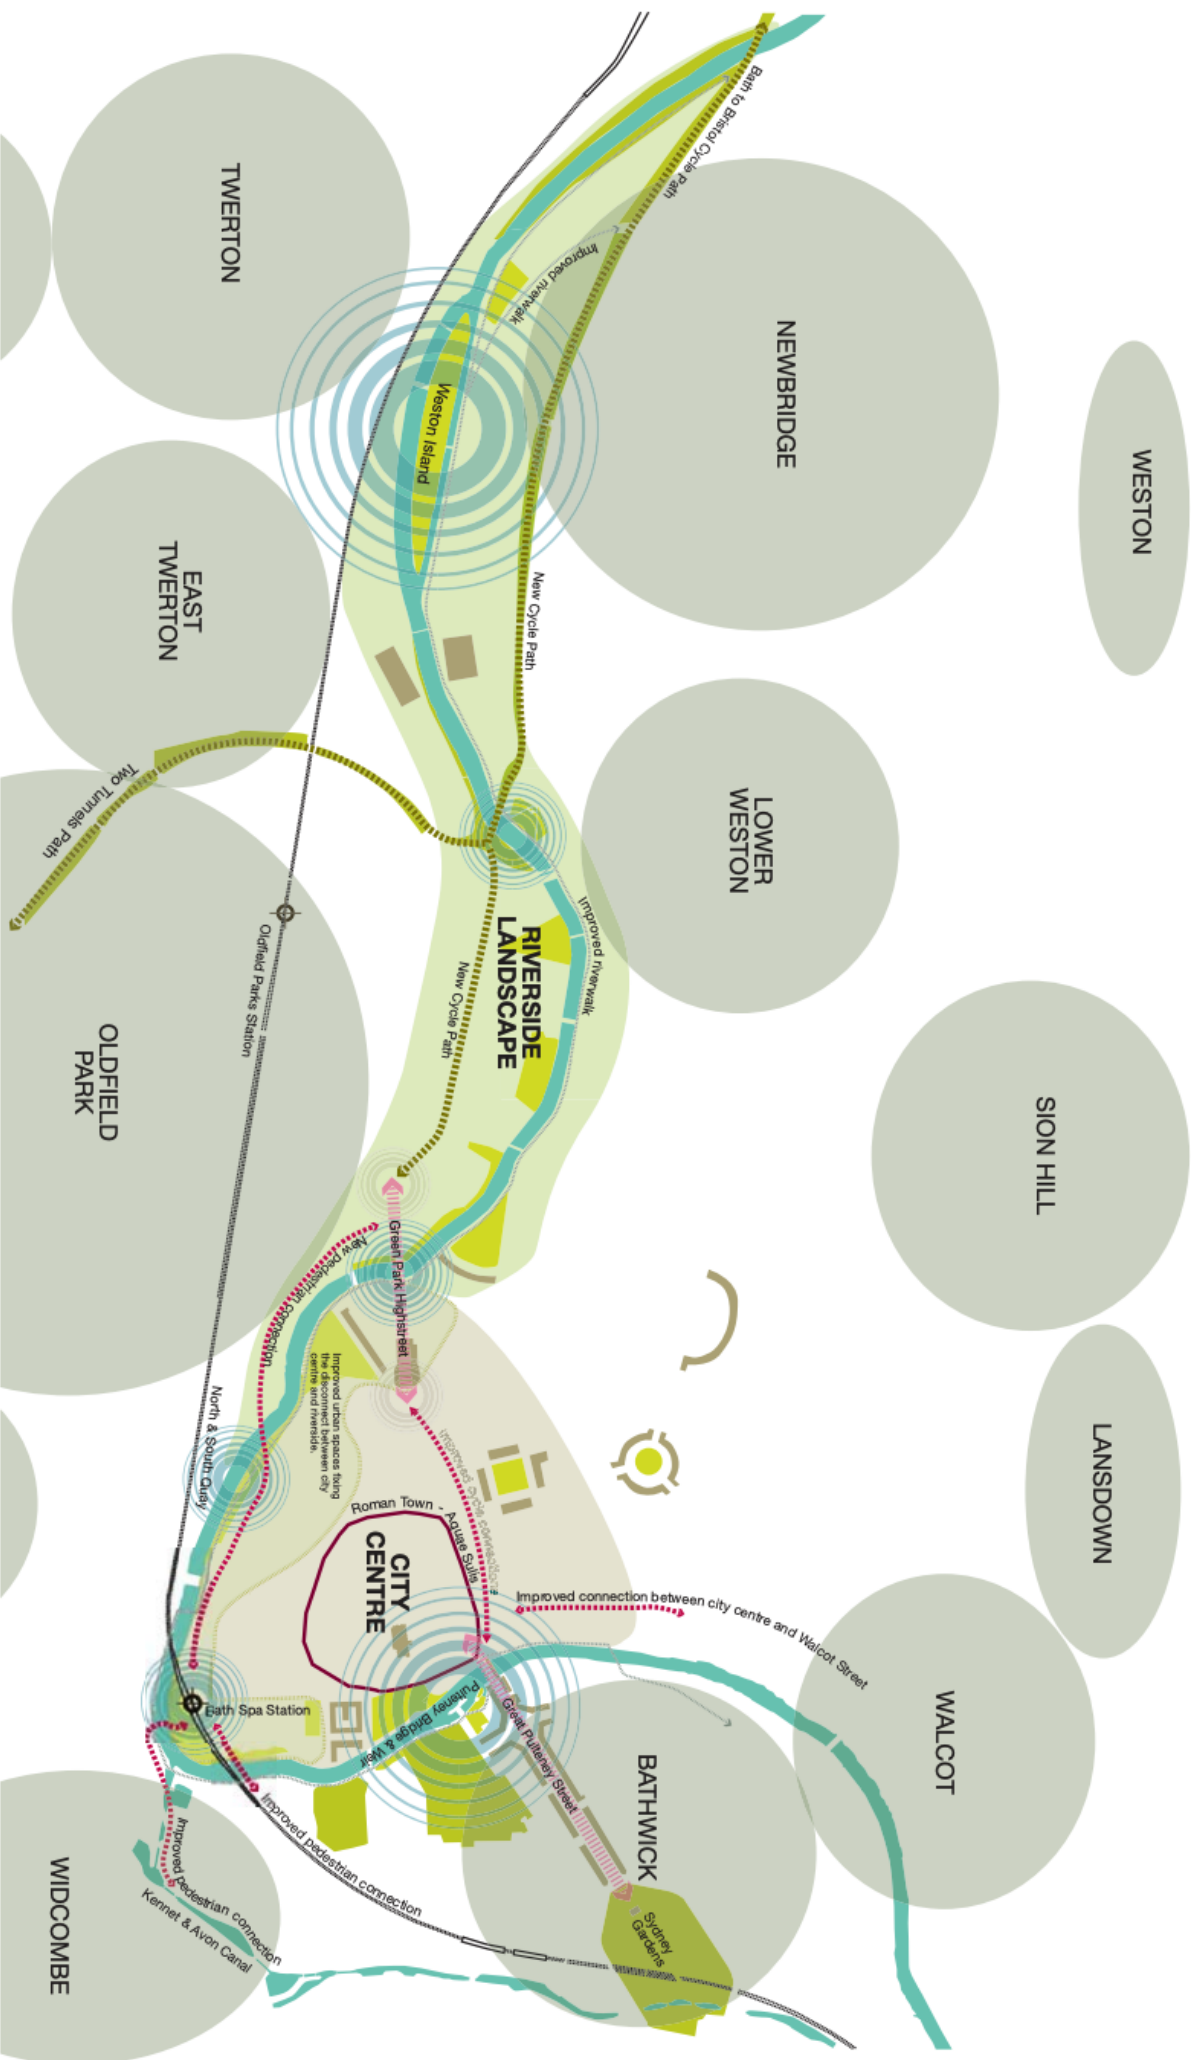 Bath to Bristol Cycle Path
TWERTON
Improved riverwalk
NEWBRIDGE
WESTON
Weston Island
EAST
TWERTON
New Cycle Path
Two Tunnels Path
LOWER
WESTON
Improved riverwalk
RIVERSIDE
LANDSCAPE
New Cycle Path
Oldfield Parks Station
OLDFIELD
PARK
SION HILL
Green Park Highstreet
New pedestrian connection
Improved urban spaces fixing
the disconnect between city
centre and riverside.
North & South Quay
LANSDOWN
Roman Town - Aquae Sulis
CITY
CENTRE
Improved connection between city centre and Walcot Street
WALCOT
Bath Spa Station
Pulteney Bridge & Weir
Great Pulteney Street
BATHWICK
Sydney
Gardens
Improved pedestrian connection
Improved pedestrian connection
Kennet & Avon Canal
WIDCOMBE